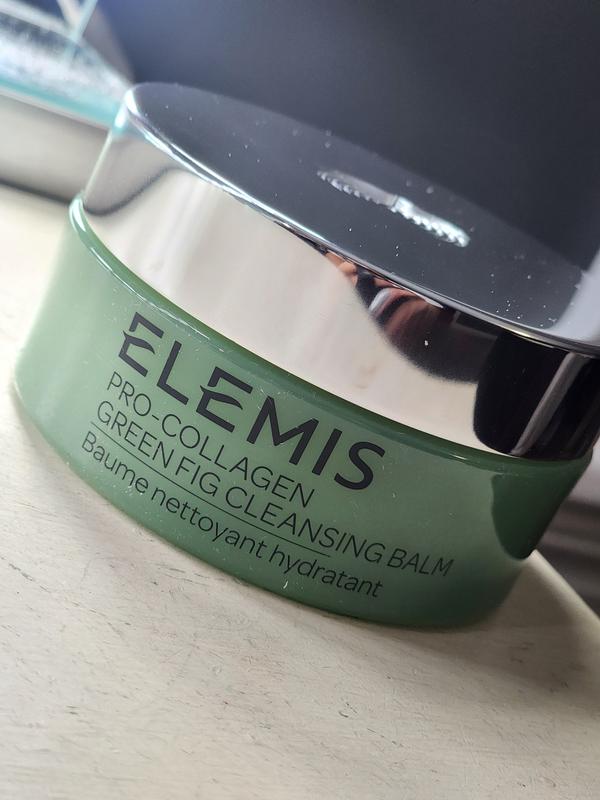 ELEMIS
PRO-COLLAGEN
GREEN FIG CLEANSING BALM
Baume nettoyant hydratant